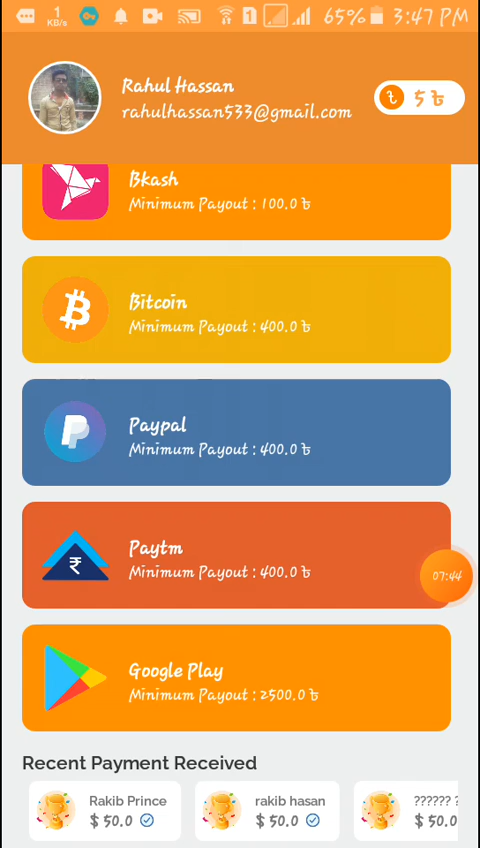 1
KB/s
1
65%
3:47 PM
Rahul Hassan
rahulhassan533@gmail.com
৳ 5 ৳
Bkash
Minimum Payout : 100.0 ৳
Bitcoin
Minimum Payout : 400.0 ৳
Paypal
Minimum Payout : 400.0 ৳
Paytm
Minimum Payout : 400.0 ৳
07:44
Google Play
Minimum Payout : 2500.0 ৳
Recent Payment Received
Rakib Prince
$ 50.0
rakib hasan
$ 50.0
?????? ?
$ 50.0